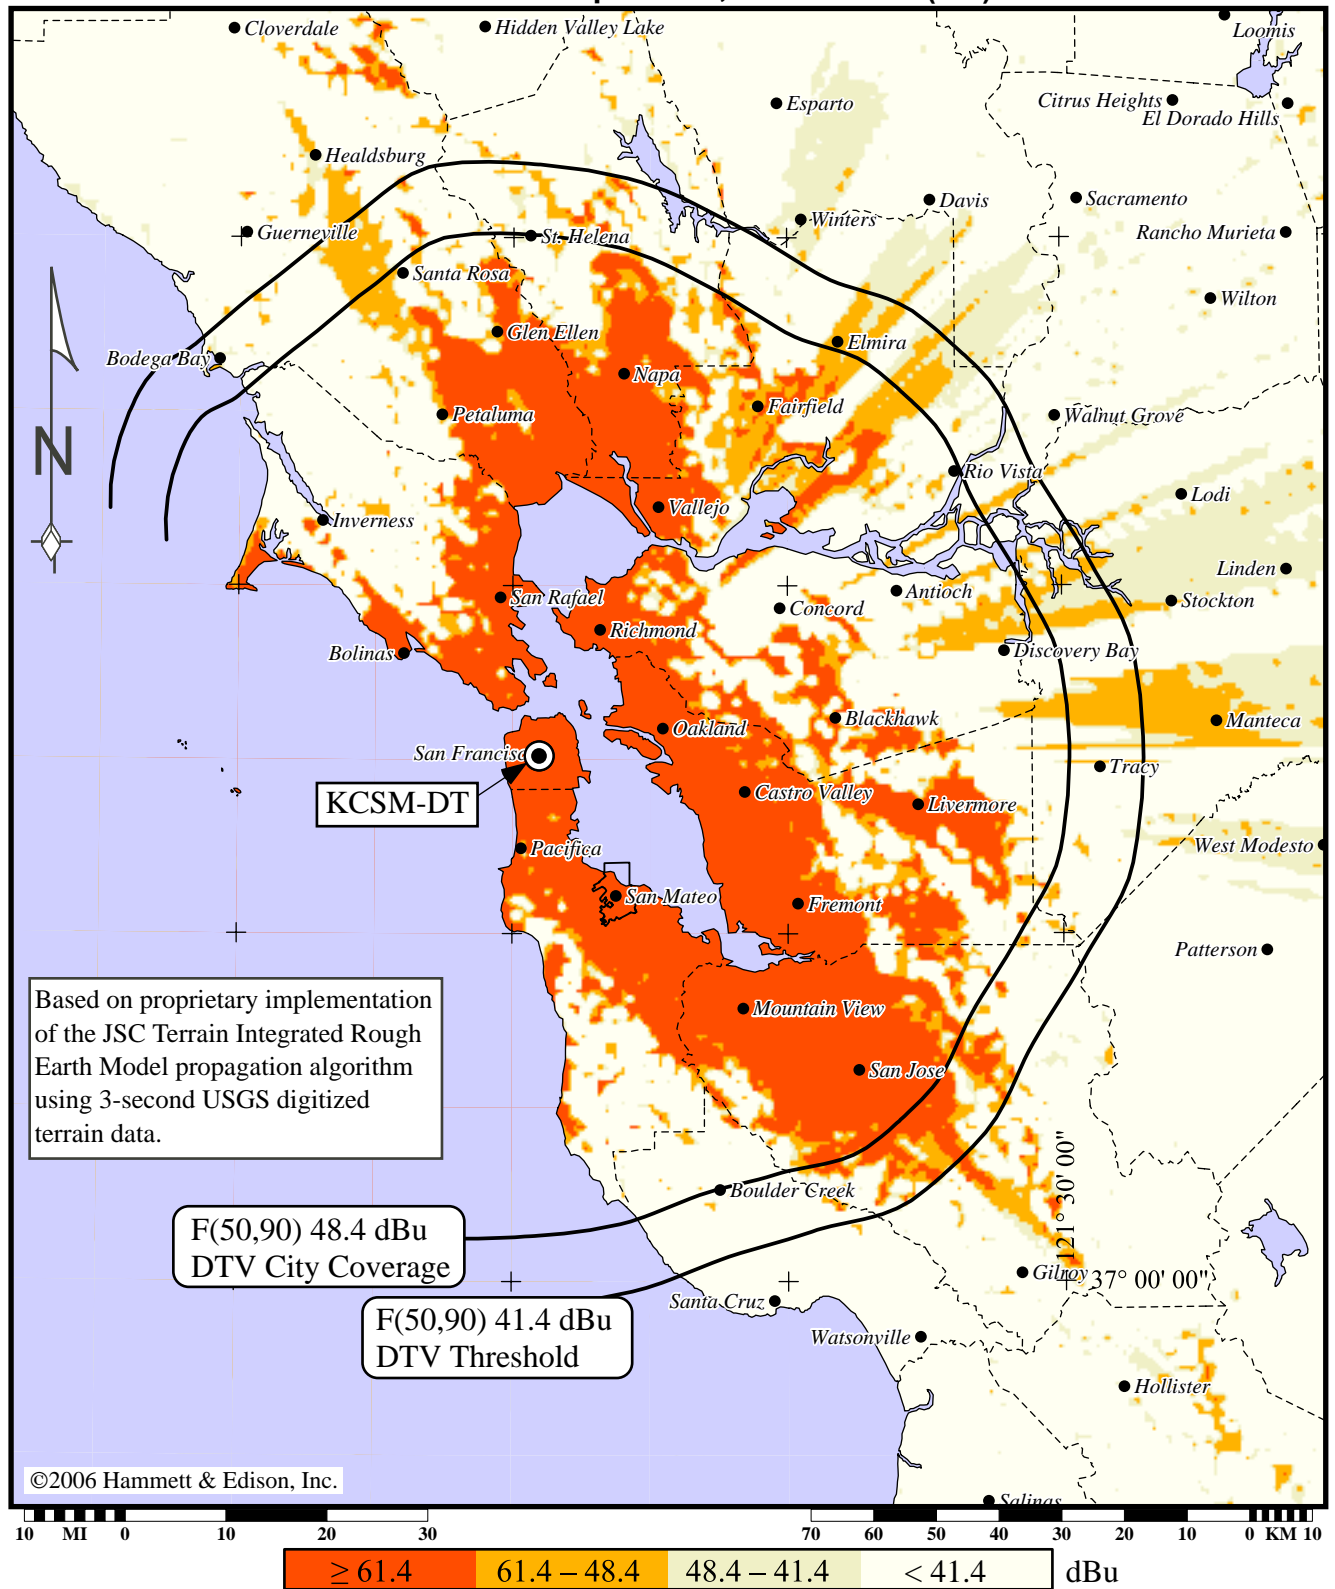 Cloverdale
Hidden Valley Lake
Loomis
Esparto
Citrus Heights
El Dorado Hills
Healdsburg
Davis
Sacramento
Winters
Guerneville
St. Helena
Rancho Murieta
Santa Rosa
Wilton
Glen Ellen
Elmira
Bodega Bay
Napa
Petaluma
Fairfield
Walnut Grove
N
Rio Vista
Lodi
Vallejo
Inverness
Linden
Antioch
San Rafael
Concord
Stockton
Richmond
Bolinas
Discovery Bay
Blackhawk
Manteca
Oakland
San Francisc
Tracy
KCSM-DT
Castro Valley
Livermore
Pacifica
West Modesto
San Mateo
Fremont
Patterson
Based on proprietary implementation
of the JSC Terrain Integrated Rough
Earth Model propagation algorithm
using 3-second USGS digitized
terrain data.
Mountain View
San Jose
121° 30' 00"
Boulder Creek
F(50,90) 48.4 dBu
DTV City Coverage
Gilroy
37° 00' 00"
Santa Cruz
F(50,90) 41.4 dBu
DTV Threshold
Watsonville
Hollister
©2006 Hammett & Edison, Inc.
Salinas
10 MI 0 10 20 30
70 60 50 40 30 20 10 0 KM 10
≥ 61.4 61.4 – 48.4 48.4 – 41.4 < 41.4 dBu